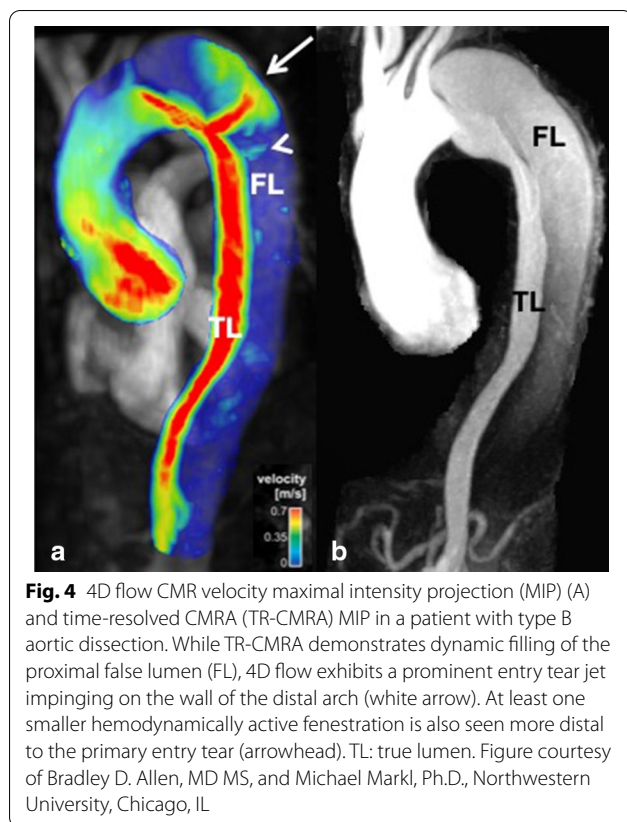 FL
FL
TL
TL
velocity
[m/s]
0.7
0.35
0
a
b
Fig. 4 4D flow CMR velocity maximal intensity projection (MIP) (A)
and time-resolved CMRA (TR-CMRA) MIP in a patient with type B
aortic dissection. While TR-CMRA demonstrates dynamic filling of the
proximal false lumen (FL), 4D flow exhibits a prominent entry tear jet
impinging on the wall of the distal arch (white arrow). At least one
smaller hemodynamically active fenestration is also seen more distal
to the primary entry tear (arrowhead). TL: true lumen. Figure courtesy
of Bradley D. Allen, MD MS, and Michael Markl, Ph.D., Northwestern
University, Chicago, IL